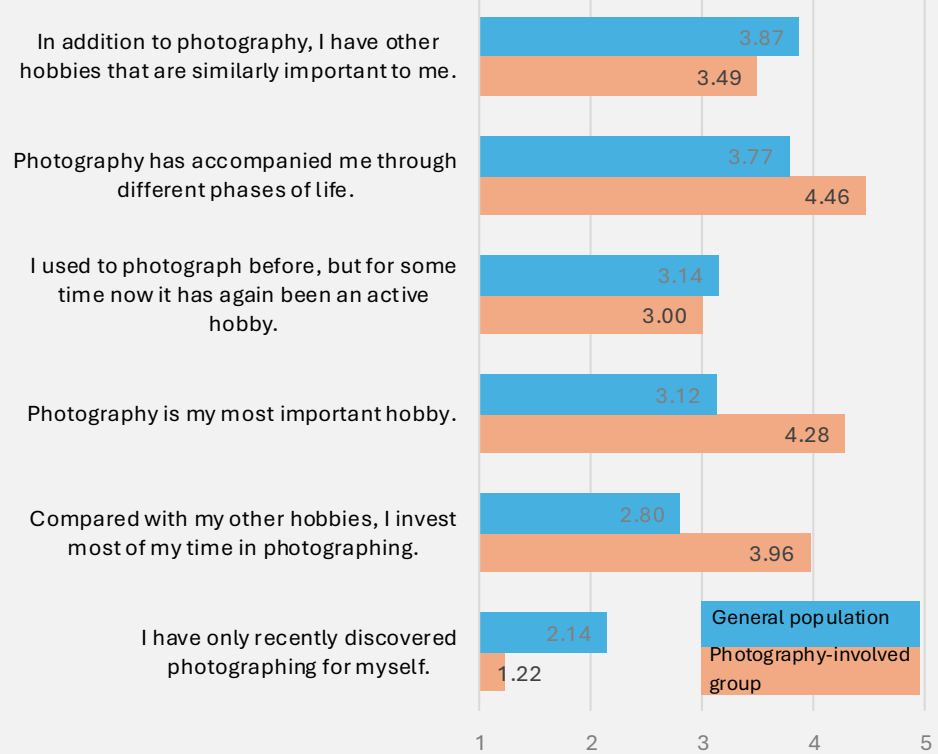 In addition to photography, I have other
hobbies that are similarly important to me.
3.87
3.49
Photography has accompanied me through
different phases of life.
3.77
4.46
I used to photograph before, but for some
time now it has again been an active
hobby.
3.14
3.00
Photography is my most important hobby.
3.12
4.28
Compared with my other hobbies, I invest
most of my time in photographing.
2.80
3.96
I have only recently discovered
photographing for myself.
2.14
1.22
General population
Photography-involved
group
1 2 3 4 5